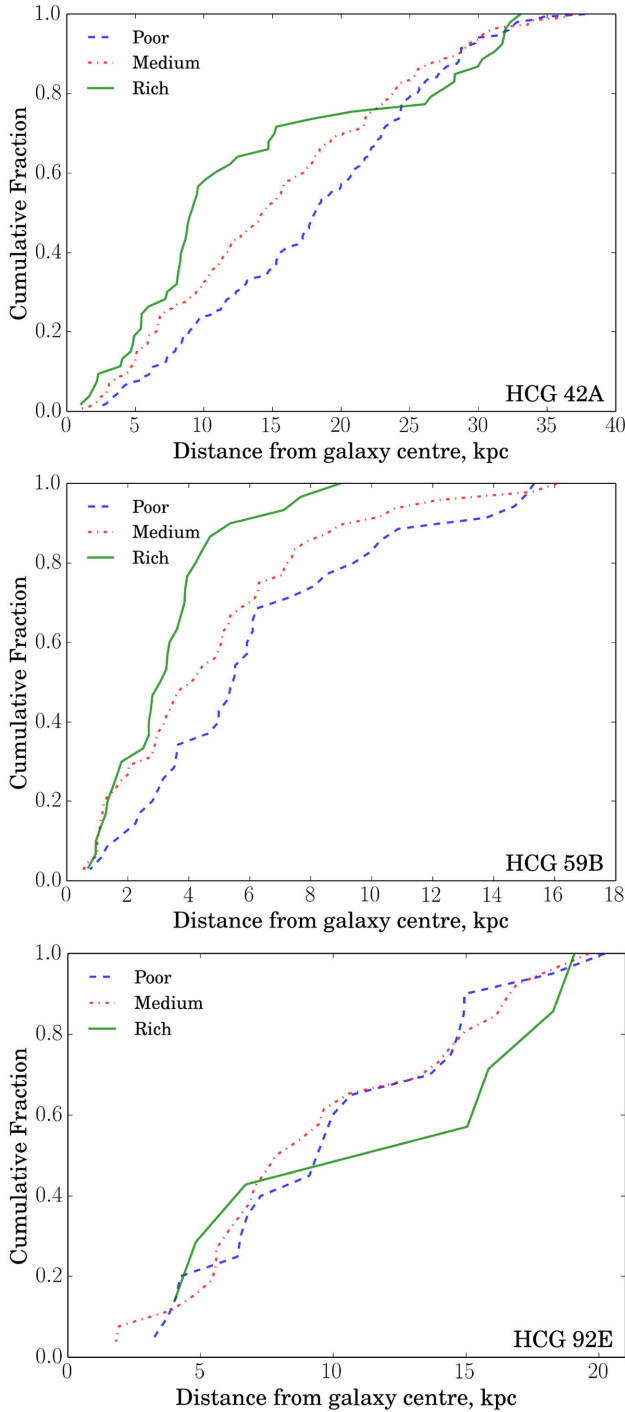 1.0
0.8
0.6
0.4
0.2
0.0
Cumulative Fraction
Poor
Medium
Rich
HCG 42A
0 5 10 15 20 25 30 35 40
Distance from galaxy centre, kpc
1.0
0.8
0.6
0.4
0.2
0.0
Cumulative Fraction
Poor
Medium
Rich
HCG 59B
0 2 4 6 8 10 12 14 16 18
Distance from galaxy centre, kpc
1.0
0.8
0.6
0.4
0.2
0.0
Cumulative Fraction
Poor
Medium
Rich
HCG 92E
0 5 10 15 20
Distance from galaxy centre, kpc